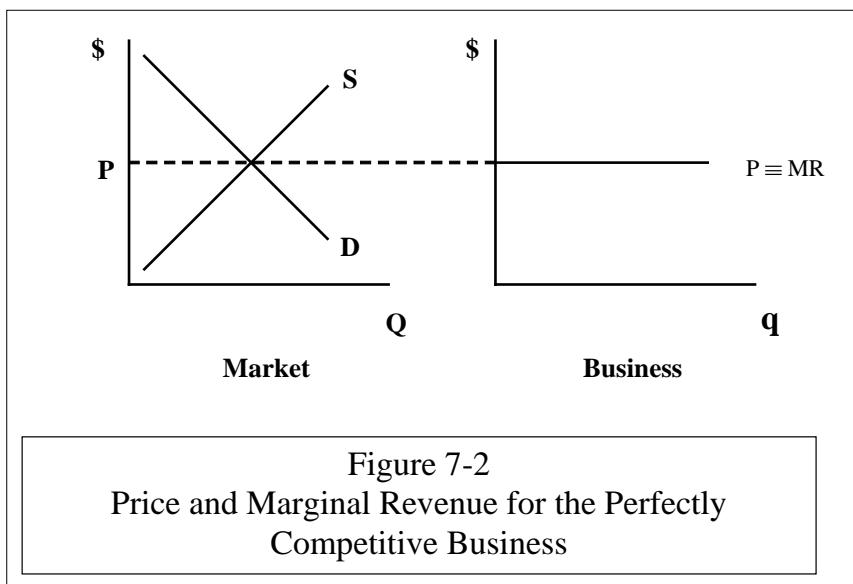 $
S
P
D
Q
Market
$
P ≡ MR
q
Business
Figure 7-2
Price and Marginal Revenue for the Perfectly
Competitive Business